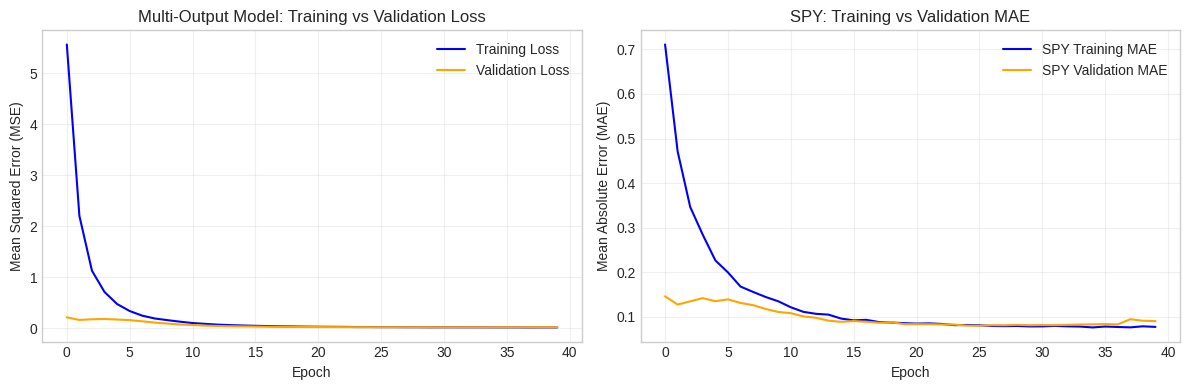 Multi-Output Model: Training vs Validation Loss
Mean Squared Error (MSE)
5
4
3
2
1
0
Training Loss
Validation Loss
0 5 10 15 20 25 30 35 40
Epoch
SPY: Training vs Validation MAE
Mean Absolute Error (MAE)
0.7
0.6
0.5
0.4
0.3
0.2
0.1
SPY Training MAE
SPY Validation MAE
0 5 10 15 20 25 30 35 40
Epoch